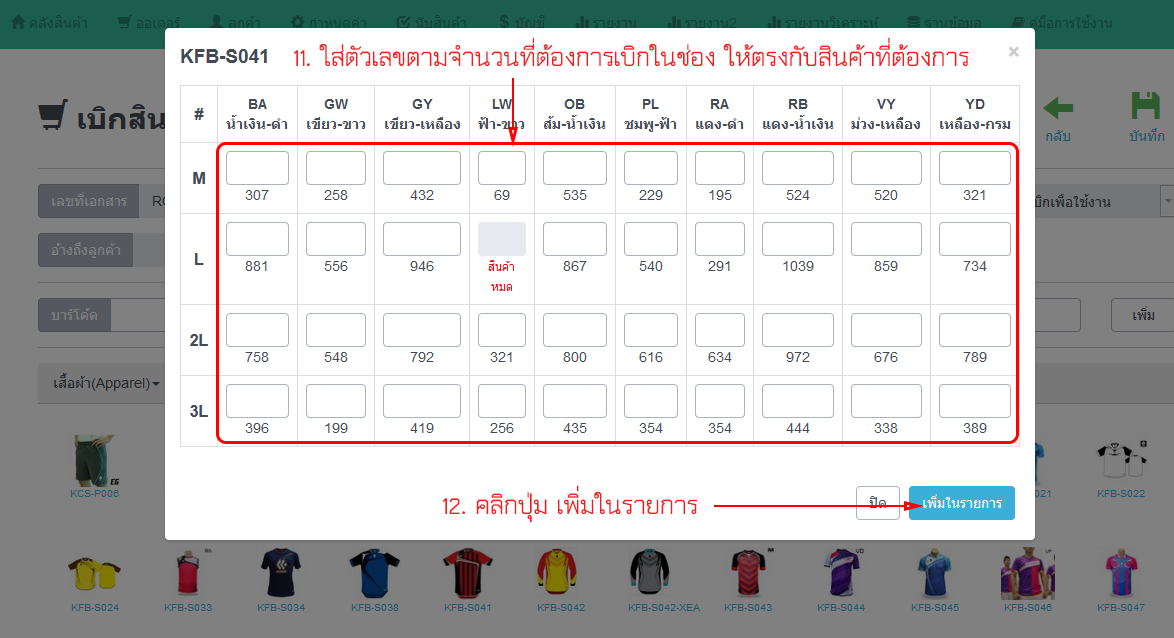 คลังสินค้า ออเดอร์ ลูกค้า กำหนดค่า นับสินค้า บัญชี รายงาน รายงาน2 รายงานวิเคราะห์ ฐานข้อมูล คู่มือการใช้งาน
KFB-S041 11. ใส่ตัวเลขตามจำนวนที่ต้องการเบิกในช่อง ให้ตรงกับสินค้าที่ต้องการ ×
# BA GW GY LW OB PL RA RB VY YD
น้ำเงิน-ดำ เขียว-ขาว เขียว-เหลือง ฟ้า-ขาว ส้ม-น้ำเงิน ชมพู-ฟ้า แดง-ดำ แดง-น้ำเงิน ม่วง-เหลือง เหลือง-กรม
เบิกสิน
กลับ บันทึก
M
307 258 432 69 535 229 195 524 520 321
เลขที่เอกสาร
บิกเพื่อใช้งาน
อ้างถึงลูกค้า
L
881 556 946 สินค้า 867 540 291 1039 859 734
หมด
บาร์โค้ด
เพิ่ม
2L
758 548 792 321 800 616 634 972 676 789
เสื้อผ้า(Apparel)
3L
396 199 419 256 435 354 354 444 338 389
EG
KCS-P006 021 KFB-S022
12. คลิกปุ่ม เพิ่มในรายการ ปิด เพิ่มในรายการ
KFB-S024 KFB-S033 KFB-S034 KFB-S038 KFB-S041 KFB-S042 KFB-S042-XEA KFB-S043 KFB-S044 KFB-S045 KFB-S046 KFB-S047